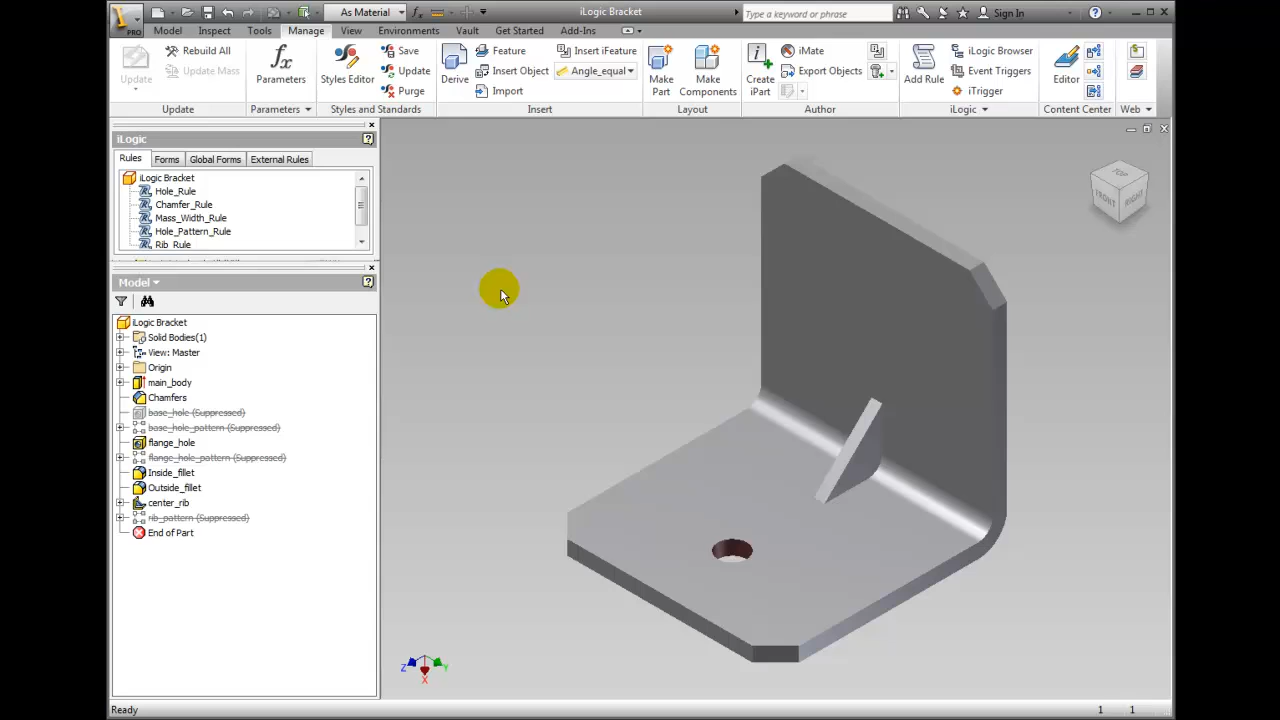 As Material
iLogic Bracket
Type a keyword or phrase
Sign In
PRO
Model Inspect Tools Manage View Environments Vault Get Started Add-Ins
Update
Rebuild All
Update Mass
Parameters
Styles Editor
Save
Update
Purge
Derive
Feature
Insert Object
Import
Insert iFeature
Angle_equal
Make Part
Make Components
Create iPart
iMate
Export Objects
Add Rule
iLogic Browser
Event Triggers
iTrigger
Editor
Update Parameters Styles and Standards Insert Layout Author iLogic Content Center Web
iLogic
Rules Forms Global Forms External Rules
iLogic Bracket
Hole_Rule
Chamfer_Rule
Mass_Width_Rule
Hole_Pattern_Rule
Rib_Rule
Model
iLogic Bracket
Solid Bodies(1)
View: Master
Origin
main_body
Chamfers
base_hole (Suppressed)
base_hole_pattern (Suppressed)
flange_hole
flange_hole_pattern (Suppressed)
Inside_fillet
Outside_fillet
center_rib
rib_pattern (Suppressed)
End of Part
TOP
FRONT
RIGHT
Z
Y
X
Ready
1 1